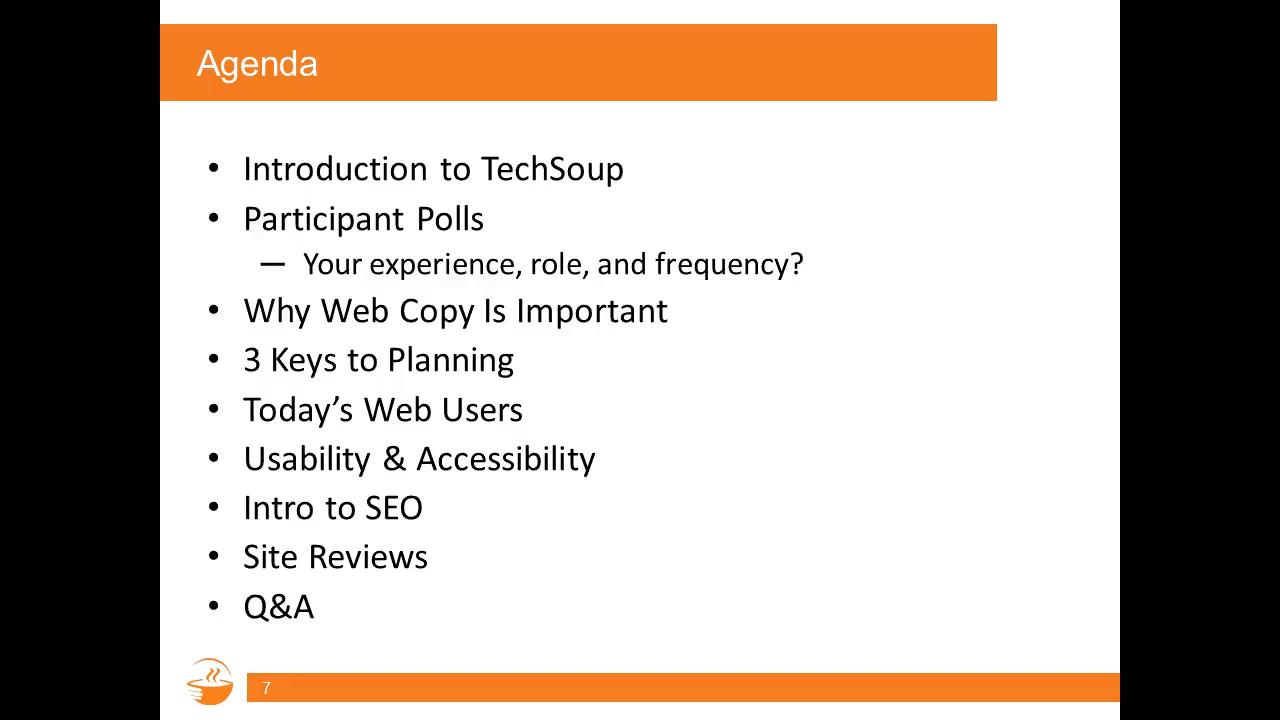 Agenda
• Introduction to TechSoup
• Participant Polls
— Your experience, role, and frequency?
• Why Web Copy Is Important
• 3 Keys to Planning
• Today’s Web Users
• Usability & Accessibility
• Intro to SEO
• Site Reviews
• Q&A
7